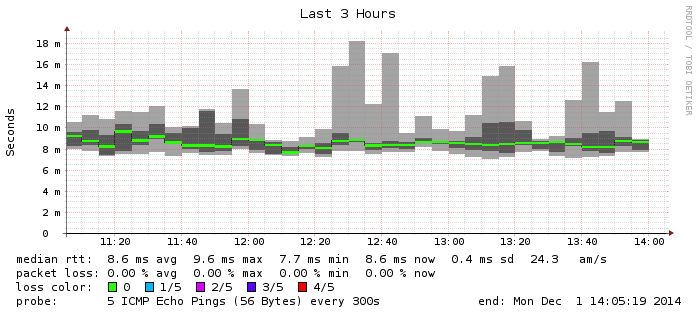 Last 3 Hours
RRDTOOL / TOBI OETIKER
Seconds
18 m
16 m
14 m
12 m
10 m
8 m
6 m
4 m
2 m
0
11:20 11:40 12:00 12:20 12:40 13:00 13:20 13:40 14:00
median rtt: 8.6 ms avg 9.6 ms max 7.7 ms min 8.6 ms now 0.4 ms sd 24.3 am/s
packet loss: 0.00 % avg 0.00 % max 0.00 % min 0.00 % now
loss color: 0 1/5 2/5 3/5 4/5
probe: 5 ICMP Echo Pings (56 Bytes) every 300s end: Mon Dec 1 14:05:19 2014